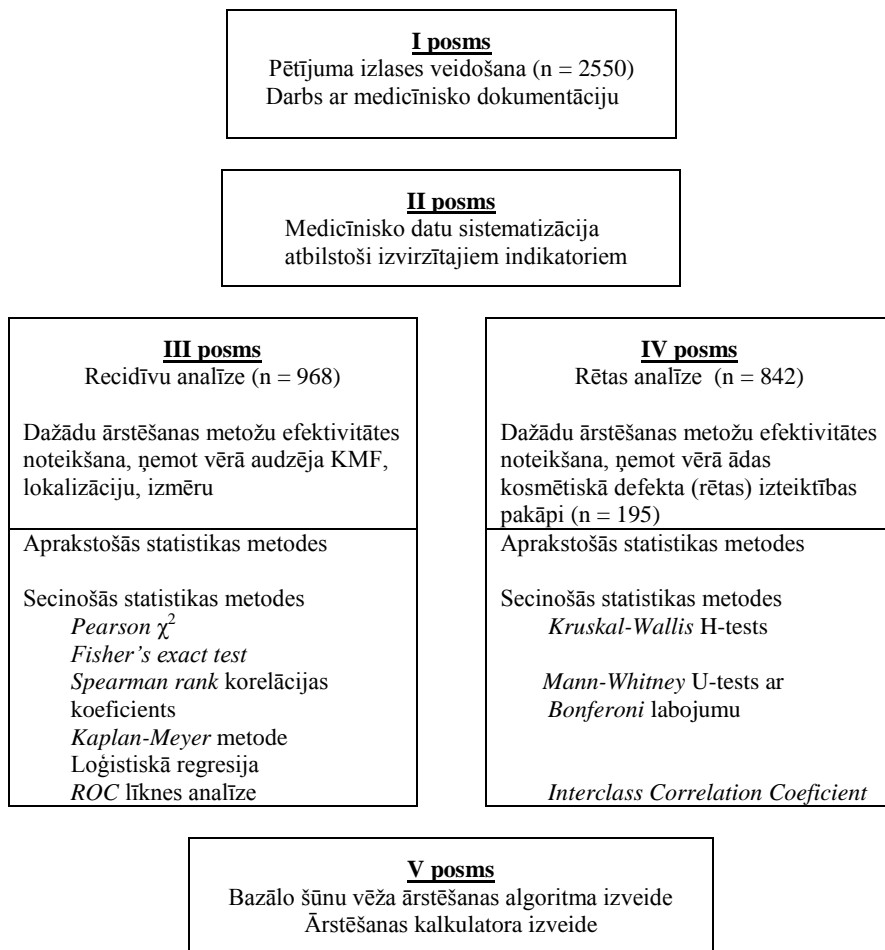 I posms
Pētījuma izlases veidošana (n = 2550)
Darbs ar medicīnisko dokumentāciju
II posms
Medicīnisko datu sistematizācija
atbilstoši izvirzītajiem indikatoriem
III posms
Recidīvu analīze (n = 968)
Dažādu ārstēšanas metožu efektivitātes
noteikšana, ņemot vērā audzēja KMF,
lokalizāciju, izmēru
Aprakstošās statistikas metodes
Secinošās statistikas metodes
Pearson χ²
Fisher’s exact test
Spearman rank korelācijas
koeficients
Kaplan-Meyer metode
Loģistiskā regresija
ROC līknes analīze
IV posms
Rētas analīze (n = 842)
Dažādu ārstēšanas metožu efektivitātes
noteikšana, ņemot vērā ādas
kosmētiskā defekta (rētas) izteiktības
pakāpi (n = 195)
Aprakstošās statistikas metodes
Secinošās statistikas metodes
Kruskal-Wallis H-tests
Mann-Whitney U-tests ar
Bonferoni labojumu
Interclass Correlation Coeficient
V posms
Bazālo šūnu vēža ārstēšanas algoritma izveide
Ārstēšanas kalkulatora izveide